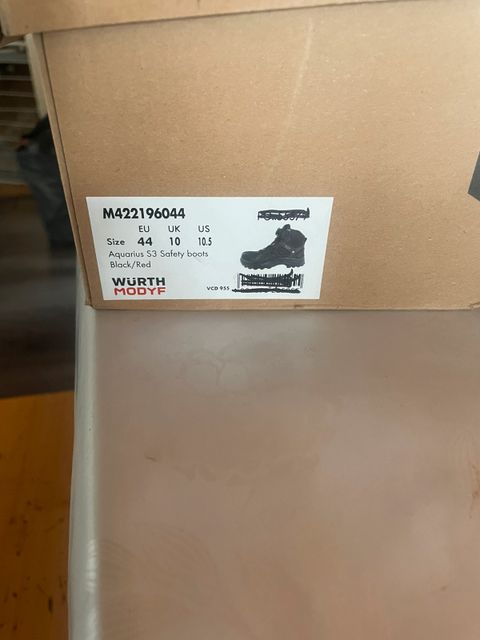 M422196044
EU UK US
Size 44 10 10.5
Aquarius S3 Safety boots
Black/Red
WÜRTH
MODYF
VCD 955